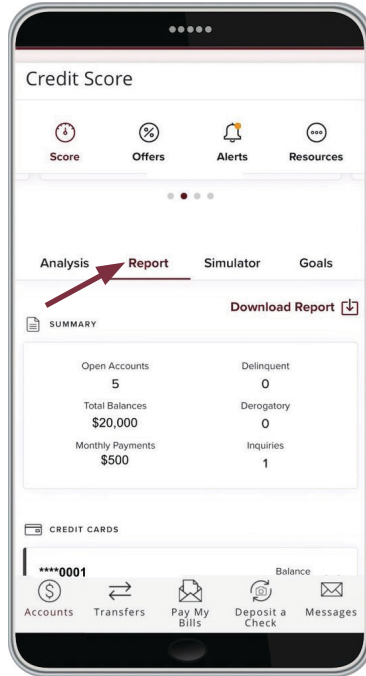 Credit Score
Score Offers Alerts Resources
Analysis Report Simulator Goals
Download Report
SUMMARY
Open Accounts Delinquent
5 0
Total Balances Derogatory
$20,000 0
Monthly Payments Inquiries
$500 1
CREDIT CARDS
****0001 Balance
Accounts Transfers Pay My Bills Deposit a Check Messages